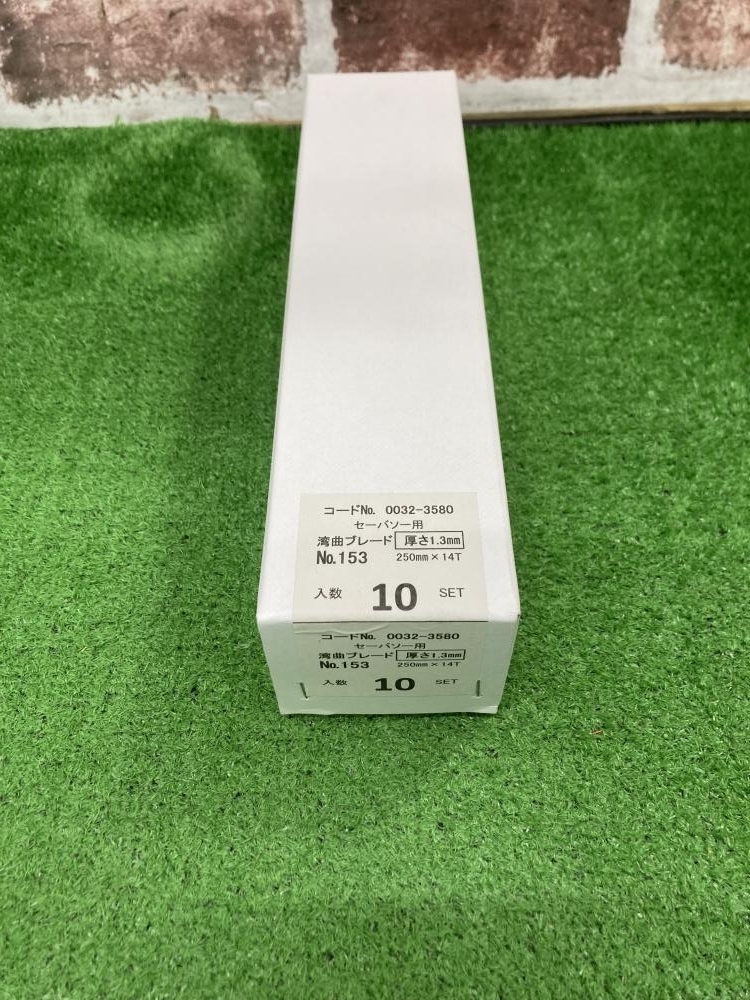 コードNo. 0032-3580
セーバソー用
湾曲ブレード 厚さ1.3mm
No.153 250mm×14T
入数 10 SET
コードNo. 0032-3580
セーバソー用
湾曲ブレード 厚さ1.3mm
No.153 250mm×14T
入数 10 SET